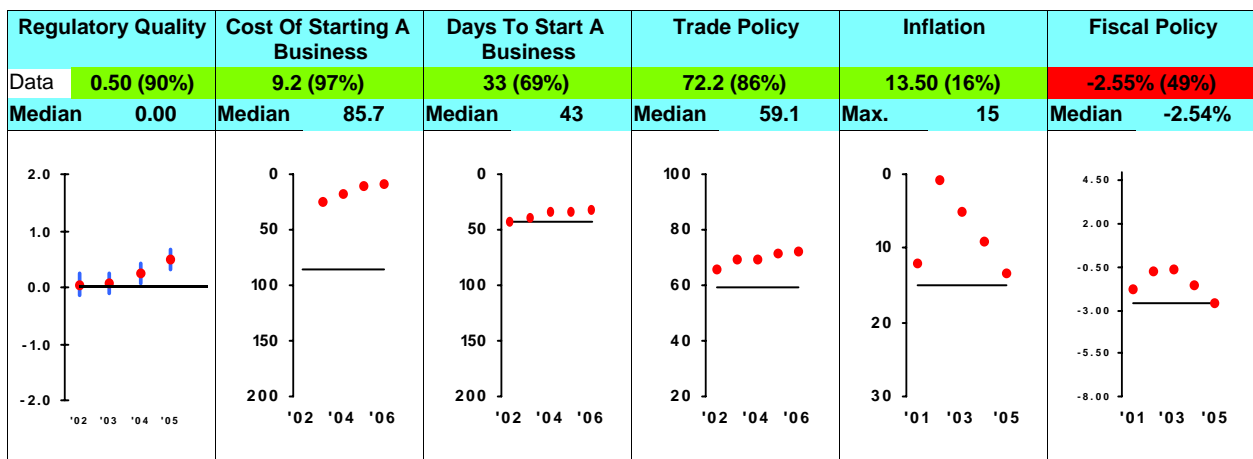 Regulatory Quality
Cost Of Starting A
Business
Days To Start A
Business
Trade Policy
Inflation
Fiscal Policy
Data 0.50 (90%) 9.2 (97%) 33 (69%) 72.2 (86%) 13.50 (16%) -2.55% (49%)
Median 0.00 Median 85.7 Median 43 Median 59.1 Max. 15 Median -2.54%
2.0
1.0
0.0
-1.0
-2.0
'02 '03 '04 '05
0
50
100
150
200
'02 '04 '06
0
50
100
150
200
'02 '04 '06
100
80
60
40
20
'02 '04 '06
0
10
20
30
'01 '03 '05
4.50
2.00
-0.50
-3.00
-5.50
-8.00
'01 '03 '05